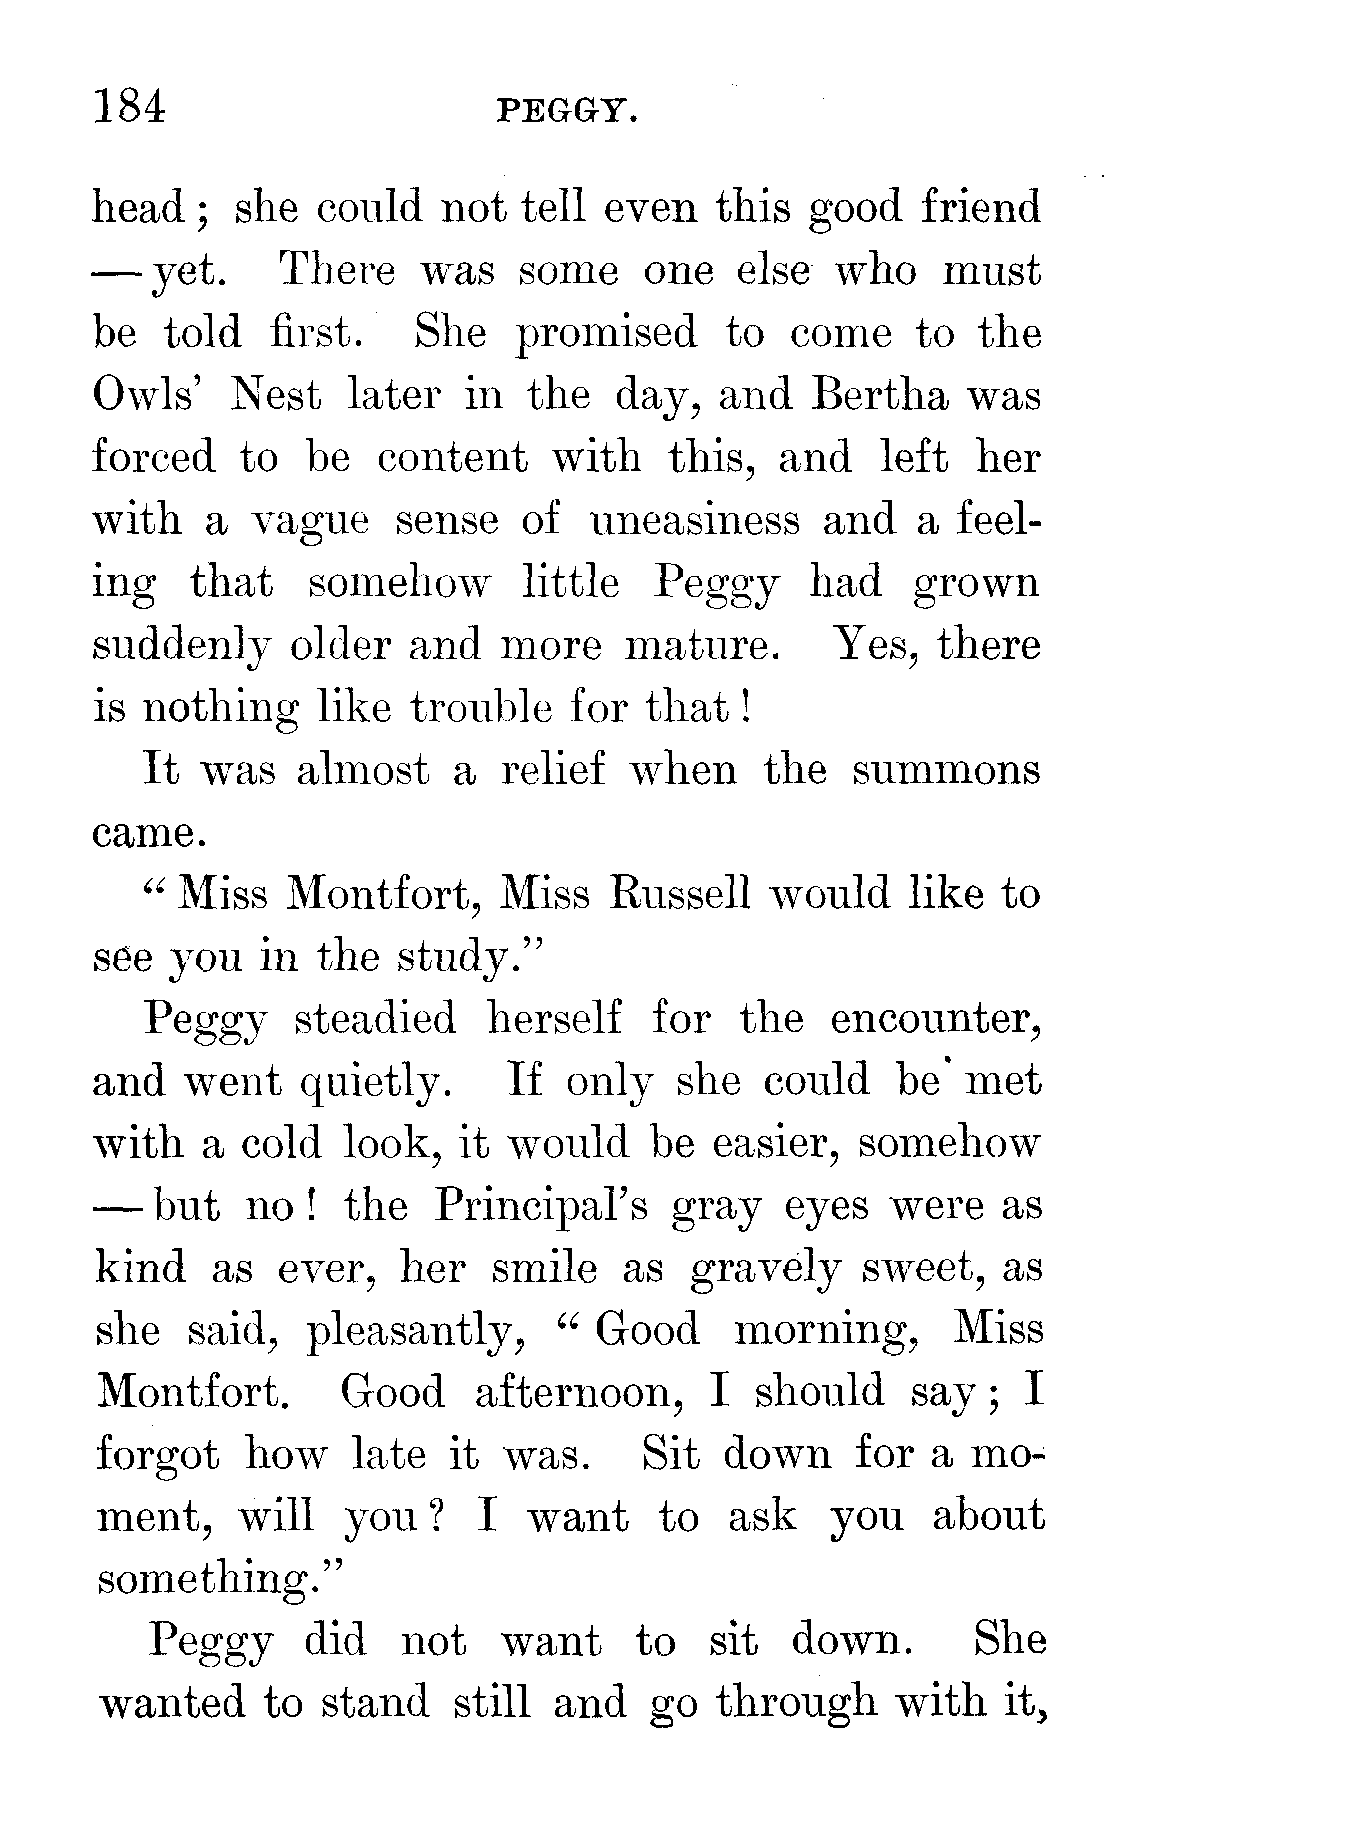 184 PEGGY.
head; she could not tell even this good friend
—yet. There was some one else who must
be told first. She promised to come to the
Owls' Nest later in the day, and Bertha was
forced to be content with this, and left her
with a vague sense of uneasiness and a feel-
ing that somehow little Peggy had grown
suddenly older and more mature. Yes, there
is nothing like trouble for that!
It was almost a relief when the summons
came.
"Miss Montfort, Miss Russell would like to
see you in the study."
Peggy steadied herself for the encounter,
and went quietly. If only she could be met
with a cold look, it would be easier, somehow
—but no! the Principal's gray eyes were as
kind as ever, her smile as gravely sweet, as
she said, pleasantly, "Good morning, Miss
Montfort. Good afternoon, I should say; I
forgot how late it was. Sit down for a mo-
ment, will you? I want to ask you about
something."
Peggy did not want to sit down. She
wanted to stand still and go through with it,